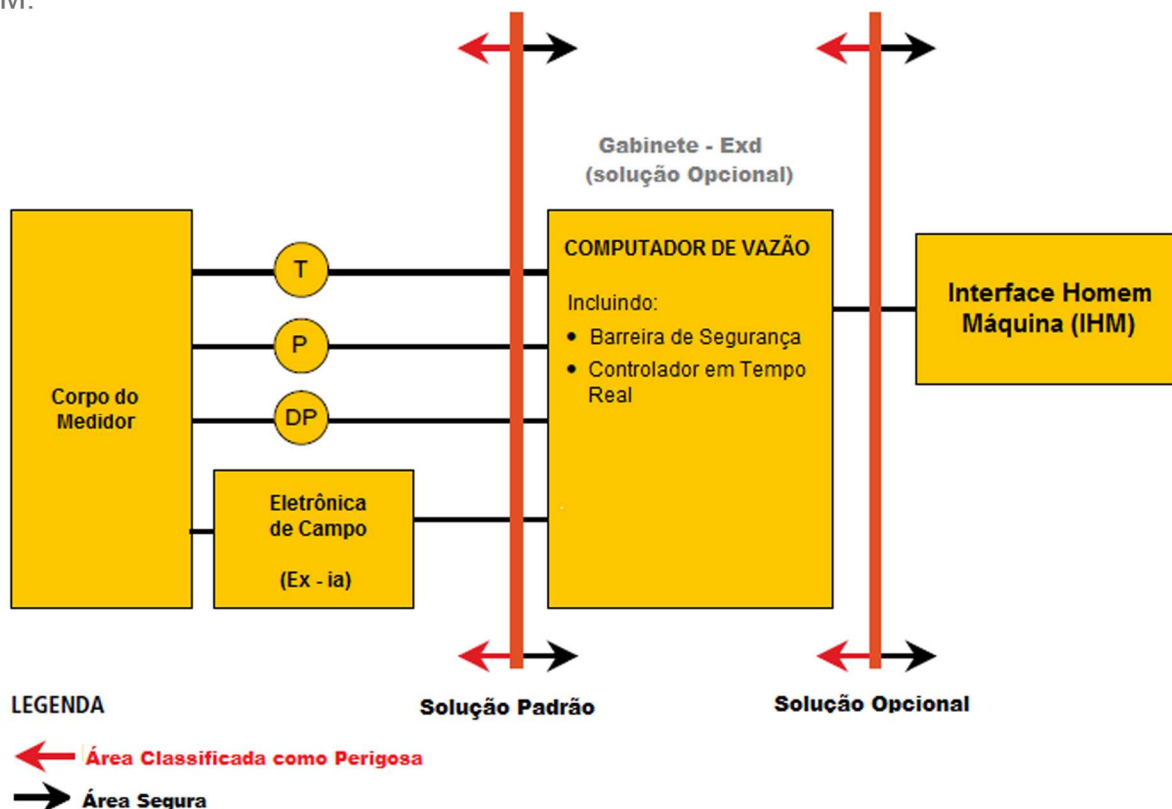 M.
Gabinete - Exd
(solução Opcional)
Corpo do
Medidor
T
P
DP
Eletrônica
de Campo
(Ex - ia)
COMPUTADOR DE VAZÃO
Incluindo:
• Barreira de Segurança
• Controlador em Tempo
Real
Interface Homem
Máquina (IHM)
Solução Padrão
Solução Opcional
LEGENDA
Área Classificada como Perigosa
Área Segura